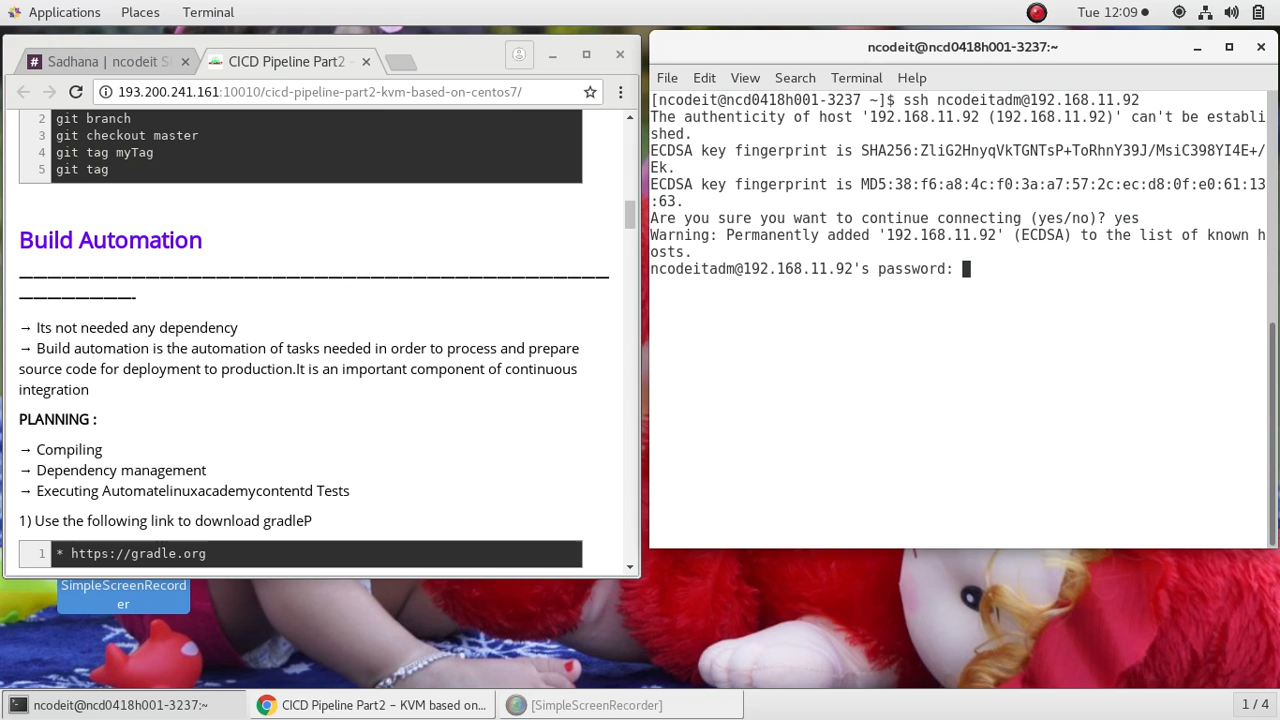 Applications Places Terminal Tue 12:09
Sadhana | ncodeit S
CICD Pipeline Part2 -
193.200.241.161:10010/cicd-pipeline-part2-kvm-based-on-centos7/
2 git branch
3 git checkout master
4 git tag myTag
5 git tag
Build Automation
—————————————————————————————————————————
————————-
→ Its not needed any dependency
→ Build automation is the automation of tasks needed in order to process and prepare
source code for deployment to production.It is an important component of continuous
integration
PLANNING :
→ Compiling
→ Dependency management
→ Executing Automatelinuxacademycontentd Tests
1) Use the following link to download gradleP
1 * https://gradle.org
SimpleScreenRecord
er
ncodeit@ncd0418h001-3237:~
File Edit View Search Terminal Help
[ncodeit@ncd0418h001-3237 ~]$ ssh ncodeitadm@192.168.11.92
The authenticity of host '192.168.11.92 (192.168.11.92)' can't be establi
shed.
ECDSA key fingerprint is SHA256:ZliG2HnyqVkTGNTsP+ToRhnY39J/MsiC398YI4E+/
Ek.
ECDSA key fingerprint is MD5:38:f6:a8:4c:f0:3a:a7:57:2c:ec:d8:0f:e0:61:13
:63.
Are you sure you want to continue connecting (yes/no)? yes
Warning: Permanently added '192.168.11.92' (ECDSA) to the list of known h
osts.
ncodeitadm@192.168.11.92's password:
ncodeit@ncd0418h001-3237:~ CICD Pipeline Part2 – KVM based on... [SimpleScreenRecorder] 1 / 4